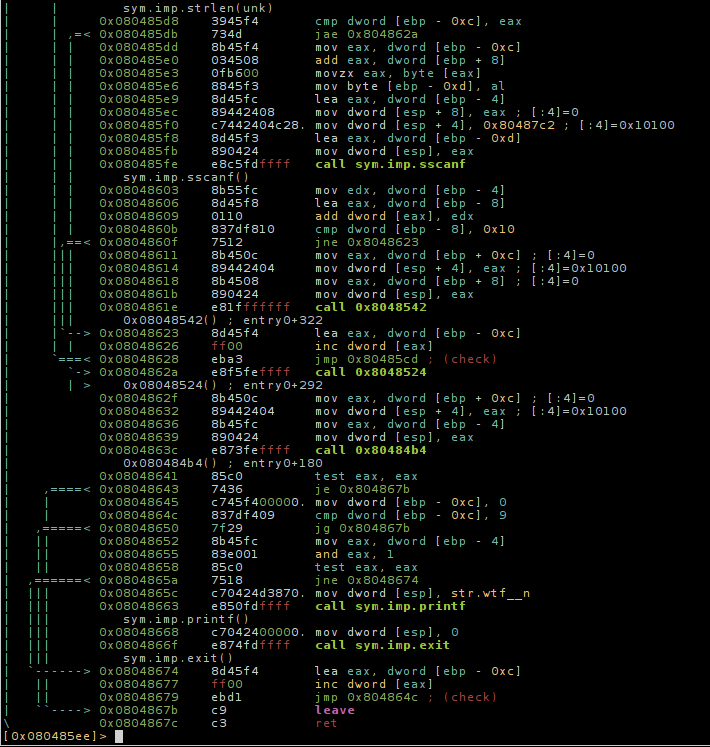 |      |        sym.imp.strlen(unk)
|      |     0x080485d8    3945f4        cmp dword [ebp - 0xc], eax
|      | ,=< 0x080485db    734d          jae 0x804862a
|      | |   0x080485dd    8b45f4        mov eax, dword [ebp - 0xc]
|      | |   0x080485e0    034508        add eax, dword [ebp + 8]
|      | |   0x080485e3    0fb600        movzx eax, byte [eax]
|      | |   0x080485e6    8845f3        mov byte [ebp - 0xd], al
|      | |   0x080485e9    8d45fc        lea eax, dword [ebp - 4]
|      | |   0x080485ec    89442408      mov dword [esp + 8], eax ; [:4]=0
|      | |   0x080485f0    c7442404c28. mov dword [esp + 4], 0x80487c2 ; [:4]=0x10100
|      | |   0x080485f8    8d45f3        lea eax, dword [ebp - 0xd]
|      | |   0x080485fb    890424        mov dword [esp], eax
|      | |   0x080485fe    e8c5fdffff    call sym.imp.sscanf
|      | |      sym.imp.sscanf()
|      | |   0x08048603    8b55fc        mov edx, dword [ebp - 4]
|      | |   0x08048606    8d45f8        lea eax, dword [ebp - 8]
|      | |   0x08048609    0110          add dword [eax], edx
|      | |   0x0804860b    837df810      cmp dword [ebp - 8], 0x10
|      |,==< 0x0804860f    7512          jne 0x8048623
|      |||   0x08048611    8b450c        mov eax, dword [ebp + 0xc] ; [:4]=0
|      |||   0x08048614    89442404      mov dword [esp + 4], eax ; [:4]=0x10100
|      |||   0x08048618    8b4508        mov eax, dword [ebp + 8] ; [:4]=0
|      |||   0x0804861b    890424        mov dword [esp], eax
|      |||   0x0804861e    e81fffffff    call 0x8048542
|      |||      0x08048542() ; entry0+322
|      |`--> 0x08048623    8d45f4        lea eax, dword [ebp - 0xc]
|      | |   0x08048626    ff00          inc dword [eax]
|      `===< 0x08048628    eba3          jmp 0x80485cd ; (check)
|        `-> 0x0804862a    e8f5feffff    call 0x8048524
|        | >    0x08048524() ; entry0+292
|            0x0804862f    8b450c        mov eax, dword [ebp + 0xc] ; [:4]=0
|            0x08048632    89442404      mov dword [esp + 4], eax ; [:4]=0x10100
|            0x08048636    8b45fc        mov eax, dword [ebp - 4]
|            0x08048639    890424        mov dword [esp], eax
|            0x0804863c    e873feffff    call 0x80484b4
|               0x080484b4() ; entry0+180
|            0x08048641    85c0          test eax, eax
|     ,====< 0x08048643    7436          je 0x804867b
|     |      0x08048645    c745f400000. mov dword [ebp - 0xc], 0
|     |      0x0804864c    837df409      cmp dword [ebp - 0xc], 9
|    ,=====< 0x08048650    7f29          jg 0x804867b
|    ||      0x08048652    8b45fc        mov eax, dword [ebp - 4]
|    ||      0x08048655    83e001        and eax, 1
|    ||      0x08048658    85c0          test eax, eax
|   ,======< 0x0804865a    7518          jne 0x8048674
|   |||      0x0804865c    c70424d3870. mov dword [esp], str.wtf__n
|   |||      0x08048663    e850fdffff    call sym.imp.printf
|   |||         sym.imp.printf()
|   |||      0x08048668    c7042400000. mov dword [esp], 0
|   |||      0x0804866f    e874fdffff    call sym.imp.exit
|   |||         sym.imp.exit()
|   `------> 0x08048674    8d45f4        lea eax, dword [ebp - 0xc]
|    ||      0x08048677    ff00          inc dword [eax]
|    ||      0x08048679    ebd1          jmp 0x804864c ; (check)
|    ``----> 0x0804867b    c9            leave
\            0x0804867c    c3            ret
[0x080485ee]>